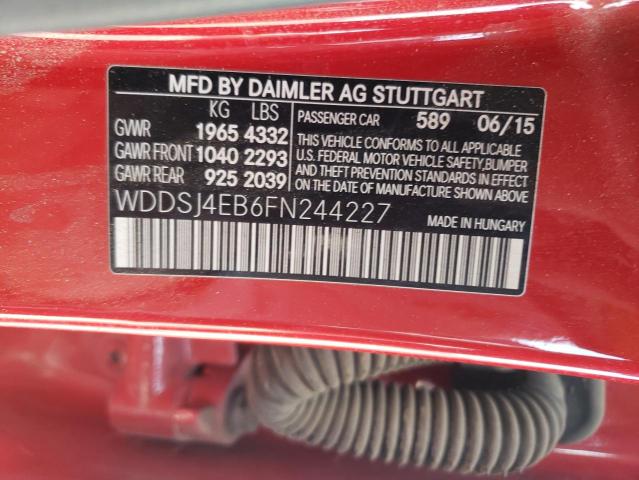 MFD BY DAIMLER AG STUTTGART
KG LBS
GVWR 1965 4332
GAWR FRONT 1040 2293
GAWR REAR 925 2039
PASSENGER CAR 589 06/15
THIS VEHICLE CONFORMS TO ALL APPLICABLE
U.S. FEDERAL MOTOR VEHICLE SAFETY, BUMPER
AND THEFT PREVENTION STANDARDS IN EFFECT
ON THE DATE OF MANUFACTURE SHOWN ABOVE.
WDDSJ4EB6FN244227
MADE IN HUNGARY